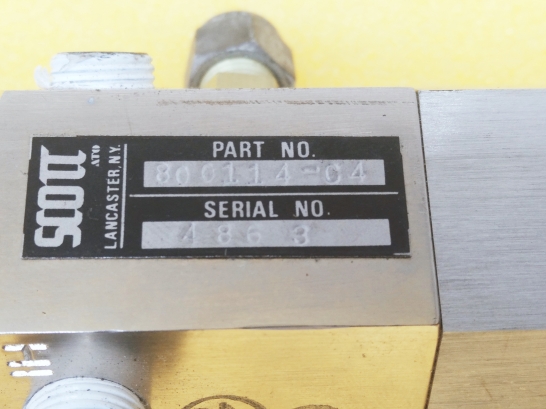 SCOTT
ATO
LANCASTER, N.Y.
PART NO.
800114-04
SERIAL NO.
4863